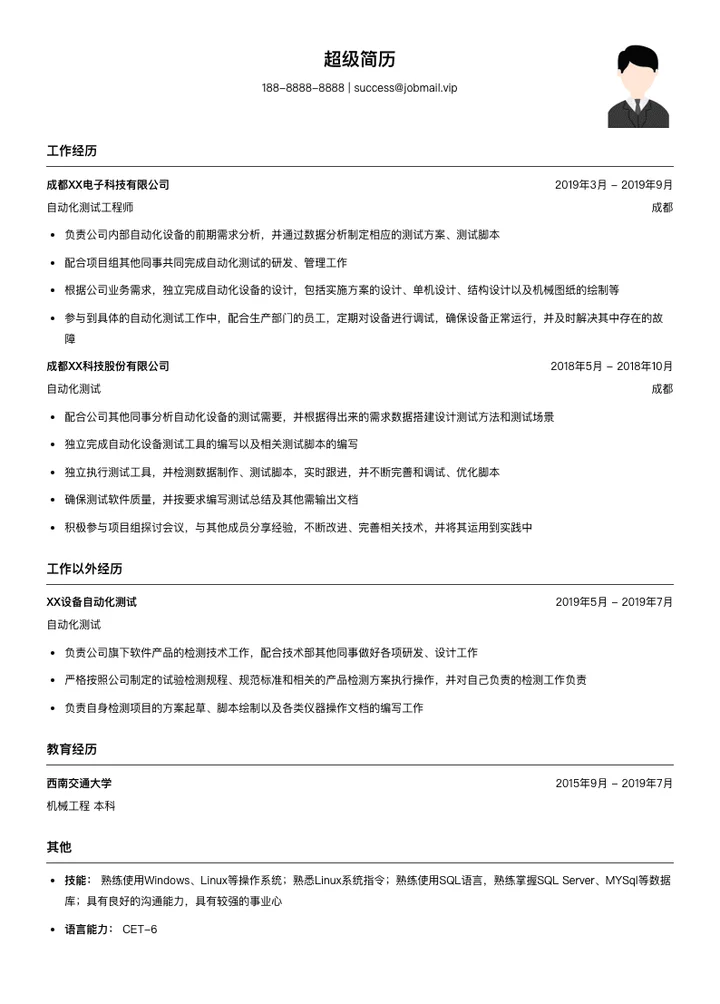 超级简历
188-8888-8888 | success@jobmail.vip
工作经历
成都XX电子科技有限公司 2019年3月 - 2019年9月
自动化测试工程师 成都
• 负责公司内部自动化设备的前期需求分析，并通过数据分析制定相应的测试方案、测试脚本
• 配合项目组其他同事共同完成自动化测试的研发、管理工作
• 根据公司业务需求，独立完成自动化设备的设计，包括实施方案的设计、单机设计、结构设计以及机械图纸的绘制等
• 参与到具体的自动化测试工作中，配合生产部门的员工，定期对设备进行调试，确保设备正常运行，并及时解决其中存在的故
障
成都XX科技股份有限公司 2018年5月 - 2018年10月
自动化测试 成都
• 配合公司其他同事分析自动化设备的测试需要，并根据得出来的需求数据搭建设计测试方法和测试场景
• 独立完成自动化设备测试工具的编写以及相关测试脚本的编写
• 独立执行测试工具，并检测数据制作、测试脚本，实时跟进，并不断完善和调试、优化脚本
• 确保测试软件质量，并按要求编写测试总结及其他需输出文档
• 积极参与项目组探讨会议，与其他成员分享经验，不断改进、完善相关技术，并将其运用到实践中
工作以外经历
XX设备自动化测试 2019年5月 - 2019年7月
自动化测试
• 负责公司旗下软件产品的检测技术工作，配合技术部其他同事做好各项研发、设计工作
• 严格按照公司制定的试验检测规程、规范标准和相关的产品检测方案执行操作，并对自己负责的检测工作负责
• 负责自身检测项目的方案起草、脚本绘制以及各类仪器操作文档的编写工作
教育经历
西南交通大学 2015年9月 - 2019年7月
机械工程 本科
其他
• 技能： 熟练使用Windows、Linux等操作系统；熟悉Linux系统指令；熟练使用SQL语言，熟练掌握SQL Server、MYSql等数据
库；具有良好的沟通能力，具有较强的事业心
• 语言能力： CET-6